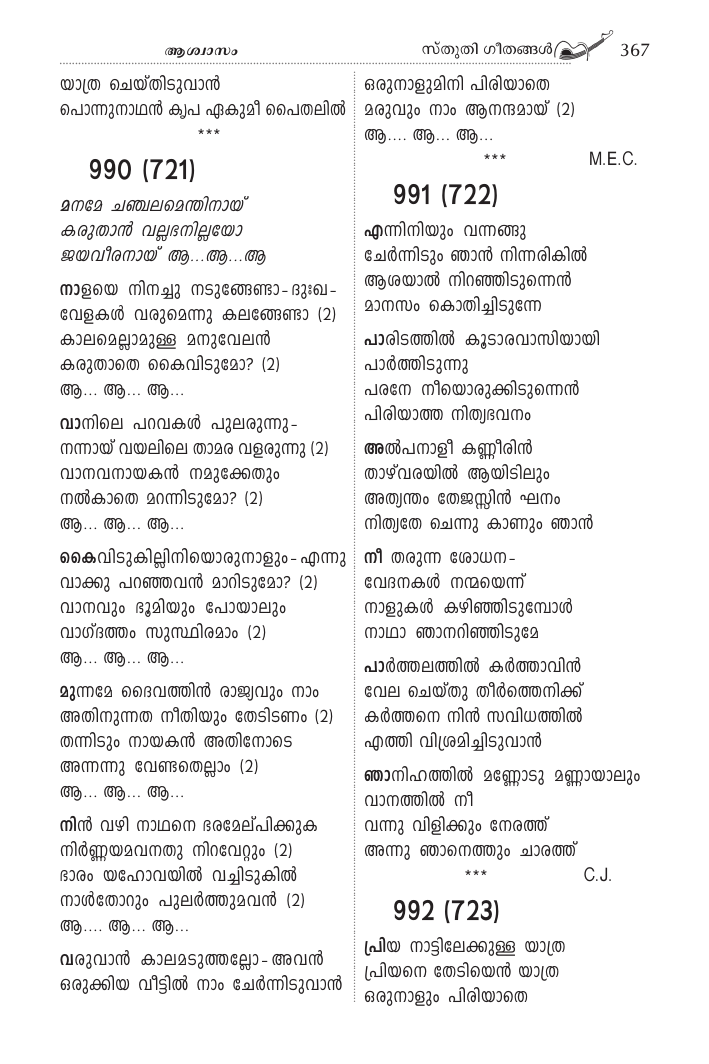 ആശ്വാസം
സ്തുതി ഗീതങ്ങൾ 367
യാത്ര ചെയ്തിടുവാൻ
പൊന്നുനാഥൻ കൃപ ഏകുമീ പൈതലിൽ
***
990 (721)
മനമേ ചഞ്ചലമെന്തിനായ്
കരുതാൻ വല്ലഭനില്ലയോ
ജയവീരനായ് ആ...ആ...ആ
നാളയെ നിനച്ചു നടുങ്ങേണ്ടാ-ദുഃഖ-
വേളകൾ വരുമെന്നു കലങ്ങേണ്ടാ (2)
കാലമെല്ലാമുള്ള മനുവേലൻ
കരുതാതെ കൈവിടുമോ? (2)
ആ... ആ... ആ...
വാനിലെ പറവകൾ പുലരുന്നു-
നന്നായ് വയലിലെ താമര വളരുന്നു (2)
വാനവനായകൻ നമുക്കേതും
നൽകാതെ മറന്നിടുമോ? (2)
ആ... ആ... ആ...
കൈവിടുകില്ലിനിയൊരുനാളും-എന്നു
വാക്കു പറഞ്ഞവൻ മാറിടുമോ? (2)
വാനവും ഭൂമിയും പോയാലും
വാഗ്ദത്തം സുസ്ഥിരമാം (2)
ആ... ആ... ആ...
മുന്നമേ ദൈവത്തിൻ രാജ്യവും നാം
അതിനുന്നത നീതിയും തേടിടണം (2)
തന്നിടും നായകൻ അതിനോടെ
അന്നന്നു വേണ്ടതെല്ലാം (2)
ആ... ആ... ആ...
നിൻ വഴി നാഥനെ ഭരമേല്പിക്കുക
നിർണ്ണയമവനതു നിറവേറ്റും (2)
ഭാരം യഹോവയിൽ വച്ചിടുകിൽ
നാൾതോറും പുലർത്തുമവൻ (2)
ആ.... ആ... ആ...
വരുവാൻ കാലമടുത്തല്ലോ-അവൻ
ഒരുക്കിയ വീട്ടിൽ നാം ചേർന്നിടുവാൻ
ഒരുനാളുമിനി പിരിയാതെ
മരുവും നാം ആനന്ദമായ് (2)
ആ.... ആ... ആ...
*** M.E.C.
991 (722)
എന്നിനിയും വന്നങ്ങു
ചേർന്നിടും ഞാൻ നിന്നരികിൽ
ആശയാൽ നിറഞ്ഞിടുന്നെൻ
മാനസം കൊതിച്ചിടുന്നേ
പാരിടത്തിൽ കൂടാരവാസിയായി
പാർത്തിടുന്നു
പരനേ നീയൊരുക്കിടുന്നെൻ
പിരിയാത്ത നിത്യഭവനം
അൽപനാളീ കണ്ണീരിൻ
താഴ്‌വരയിൽ ആയിടിലും
അത്യന്തം തേജസ്സിൻ ഘനം
നിത്യതേ ചെന്നു കാണും ഞാൻ
നീ തരുന്ന ശോധന-
വേദനകൾ നന്മയെന്ന്
നാളുകൾ കഴിഞ്ഞിടുമ്പോൾ
നാഥാ ഞാനറിഞ്ഞിടുമേ
പാർത്തലത്തിൽ കർത്താവിൻ
വേല ചെയ്തു തീർത്തെനിക്ക്
കർത്തനെ നിൻ സവിധത്തിൽ
എത്തി വിശ്രമിച്ചിടുവാൻ
ഞാനിഹത്തിൽ മണ്ണോടു മണ്ണായാലും
വാനത്തിൽ നീ
വന്നു വിളിക്കും നേരത്ത്
അന്നു ഞാനെത്തും ചാരത്ത്
*** C.J.
992 (723)
പ്രിയ നാട്ടിലേക്കുള്ള യാത്ര
പ്രിയനെ തേടിയെൻ യാത്ര
ഒരുനാളും പിരിയാതെ